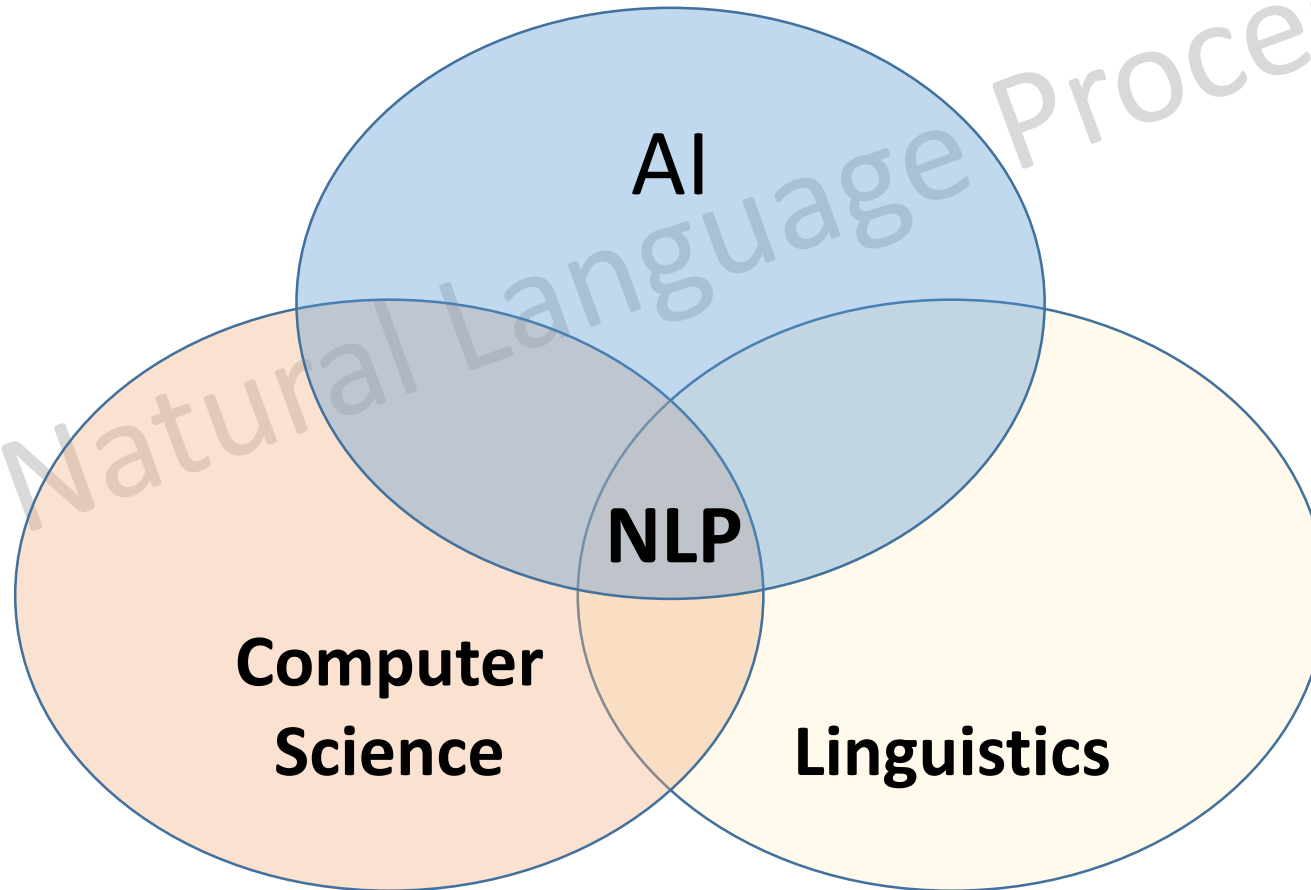 Natural Language Proce
AI
NLP
Computer
Science
Linguistics